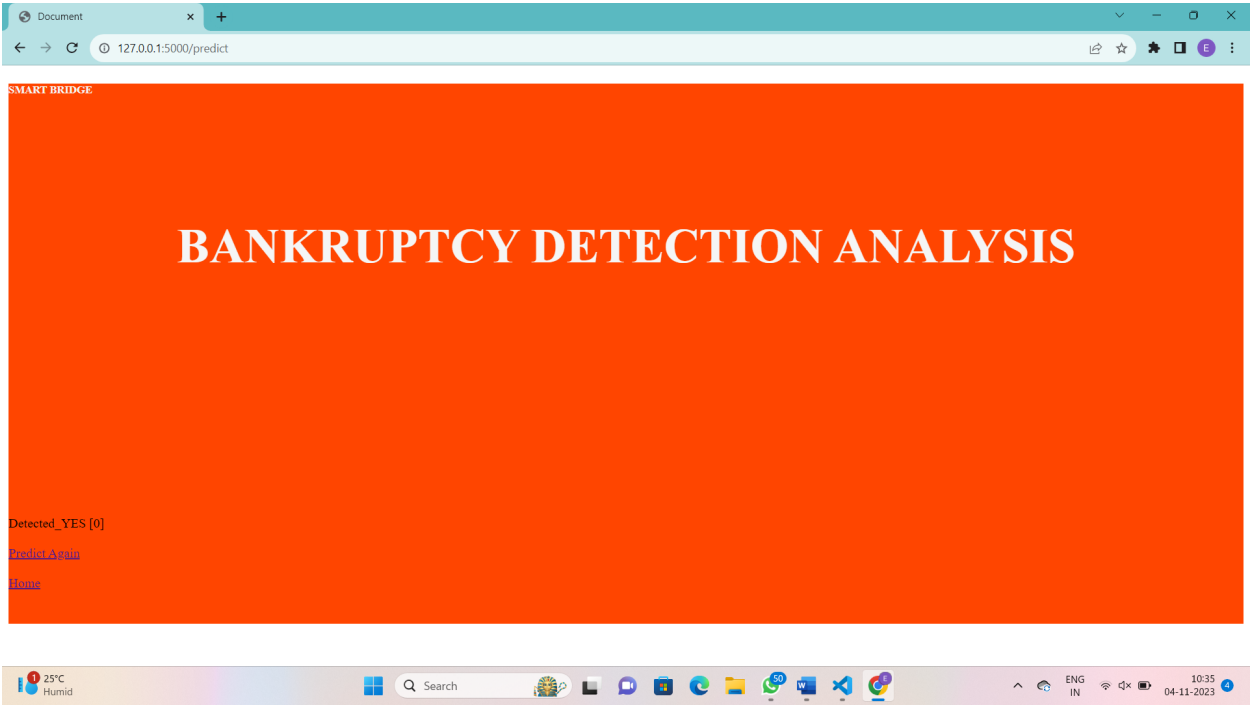 Document
127.0.0.1:5000/predict
E
SMART BRIDGE
BANKRUPTCY DETECTION ANALYSIS
Detected_YES [0]
Predict Again
Home
1
25°C
Humid
Search
50
W
E
ENG
IN
10:35
04-11-2023
4